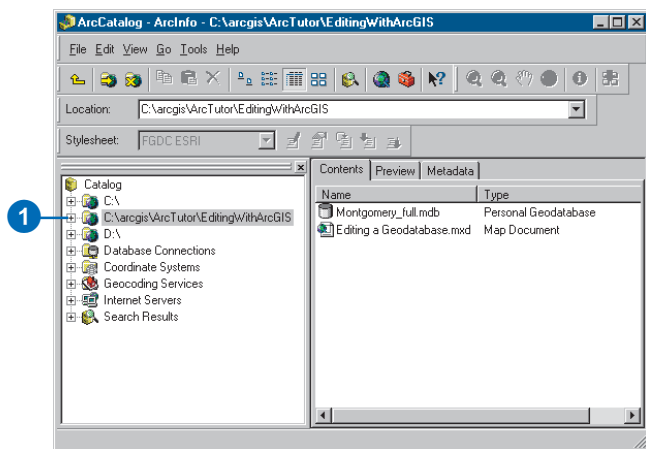 ArcCatalog - ArcInfo - C:\arcgis\ArcTutor\EditingWithArcGIS
File Edit View Go Tools Help
Location: C:\arcgis\ArcTutor\EditingWithArcGIS
Stylesheet: FGDC ESRI
Contents Preview Metadata
Catalog
C:\
1 C:\arcgis\ArcTutor\EditingWithArcGIS
D:\
Database Connections
Coordinate Systems
Geocoding Services
Internet Servers
Search Results
Name Type
Montgomery_full.mdb Personal Geodatabase
Editing a Geodatabase.mxd Map Document